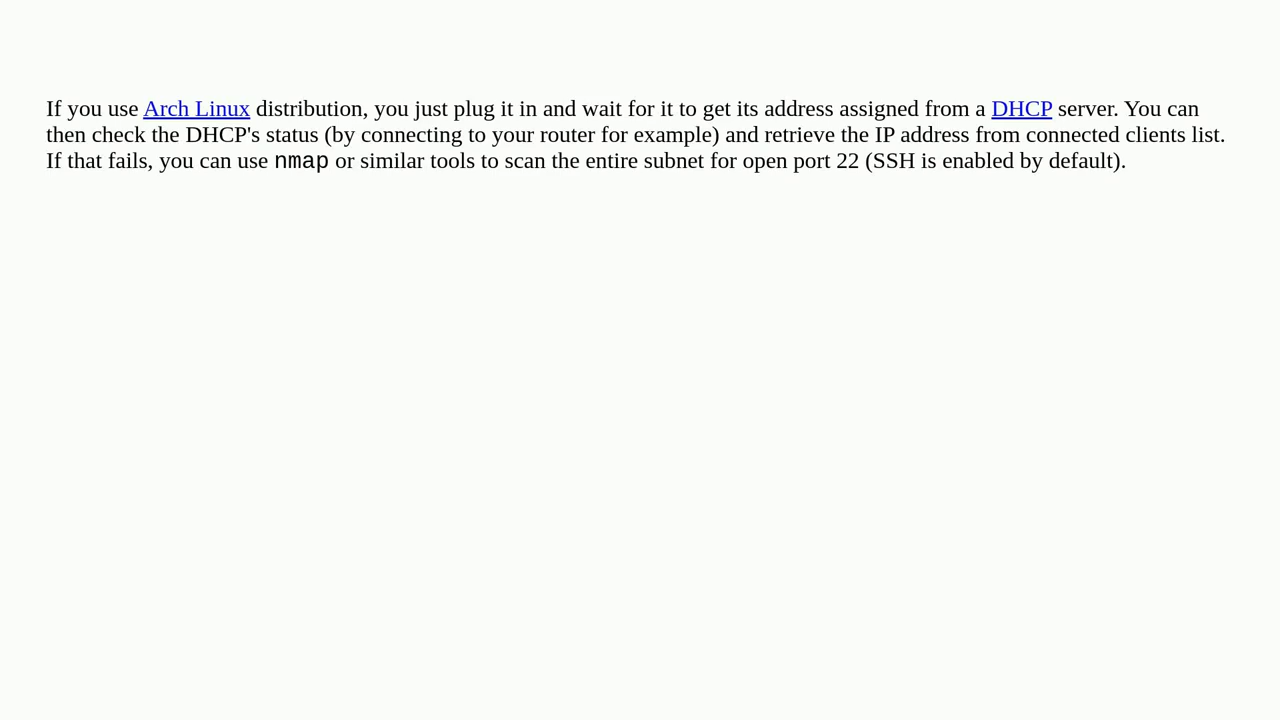 If you use Arch Linux distribution, you just plug it in and wait for it to get its address assigned from a DHCP server. You can
then check the DHCP's status (by connecting to your router for example) and retrieve the IP address from connected clients list.
If that fails, you can use nmap or similar tools to scan the entire subnet for open port 22 (SSH is enabled by default).